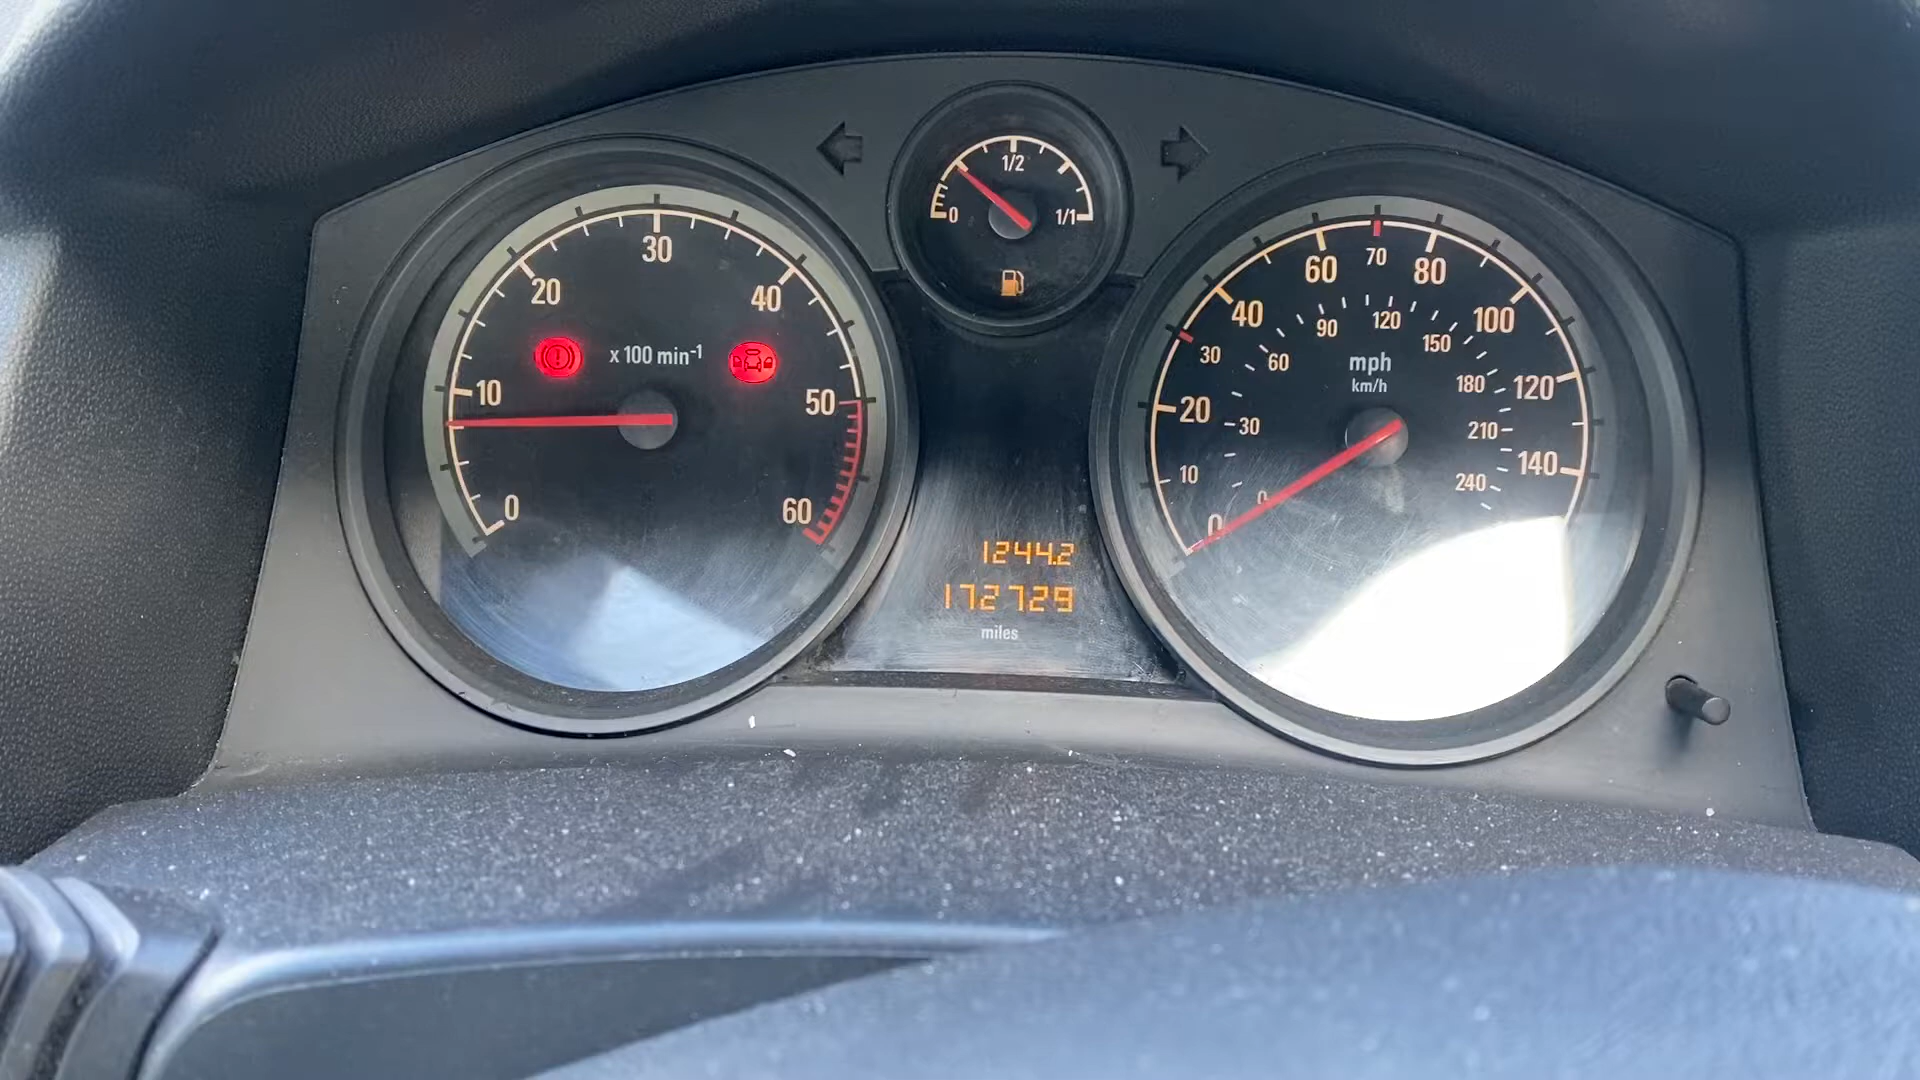 1/2
0 1/1
10 20 30 40 50 60 0
x 100 min-1
0 10 20 30 40 60 70 80 100 120 140
0 30 60 90 120 150 180 210 240
mph
km/h
1244.2
172729
miles